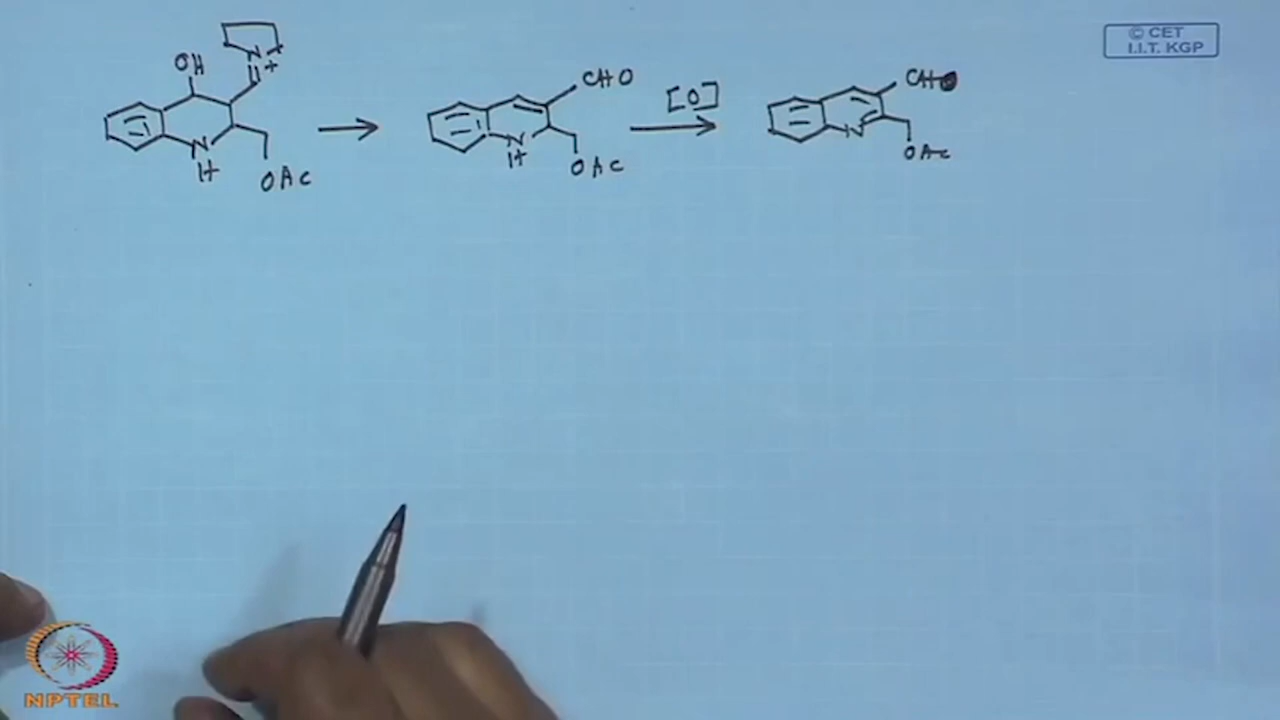 © CET
I.I.T. KGP
N
+
OH
N
H
OAc
CHO
N
H
OAc
[O]
CHO
N
OAc
NPTEL